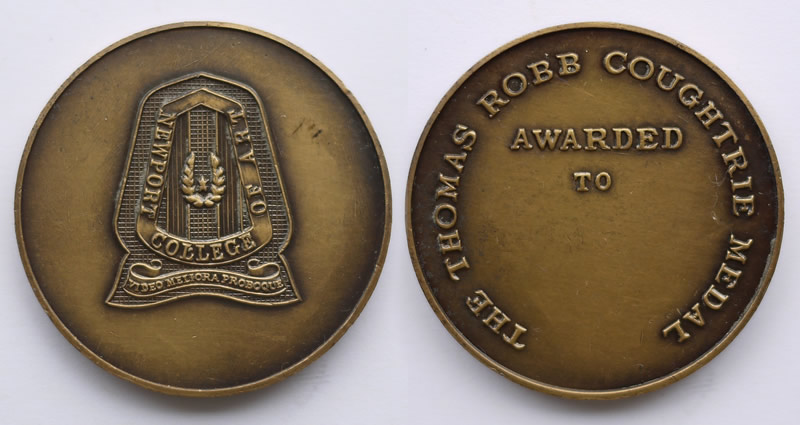 NEWPORT COLLEGE OF ART
VIDEO MELIORA PROBOQUE
THE THOMAS ROBB COUGHTRIE MEDAL
AWARDED
TO